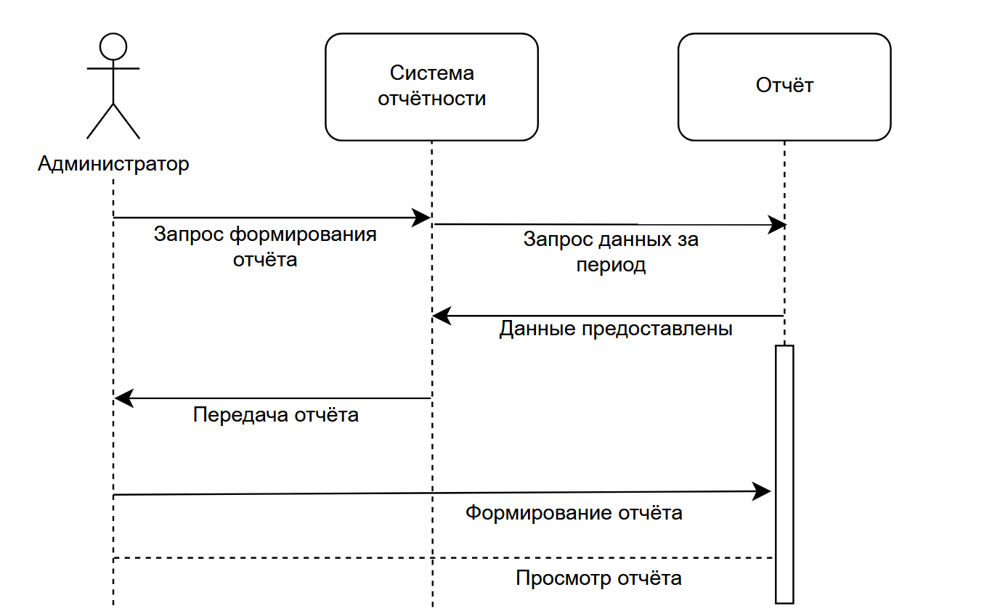 Система
отчётности
Отчёт
Администратор
Запрос формирования
отчёта
Запрос данных за
период
Данные предоставлены
Передача отчёта
Формирование отчёта
Просмотр отчёта